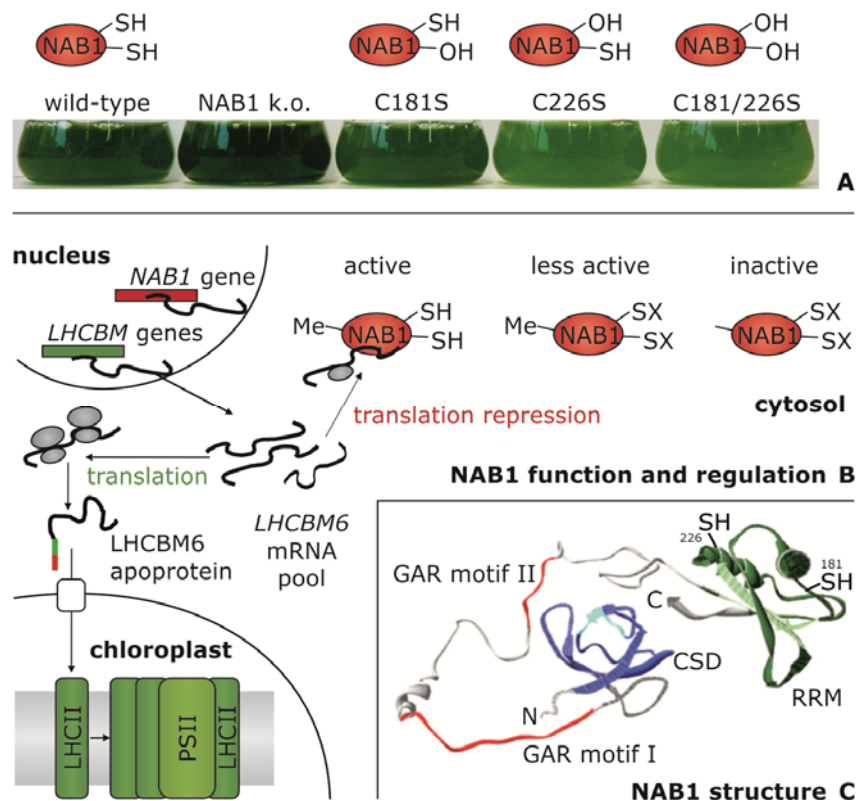 SH
NAB1
SH
SH
NAB1
OH
OH
NAB1
SH
OH
NAB1
OH
wild-type
NAB1 k.o.
C181S
C226S
C181/226S
A
nucleus
NAB1 gene
LHCBM genes
active
less active
inactive
Me
NAB1
SH
SH
Me
NAB1
SX
SX
NAB1
SX
SX
translation repression
cytosol
translation
NAB1 function and regulation B
LHCBM6
mRNA
pool
LHCBM6
apoprotein
chloroplast
LHCII
PSII
LHCII
SH
226
181
SH
GAR motif II
C
CSD
N
RRM
GAR motif I
NAB1 structure C